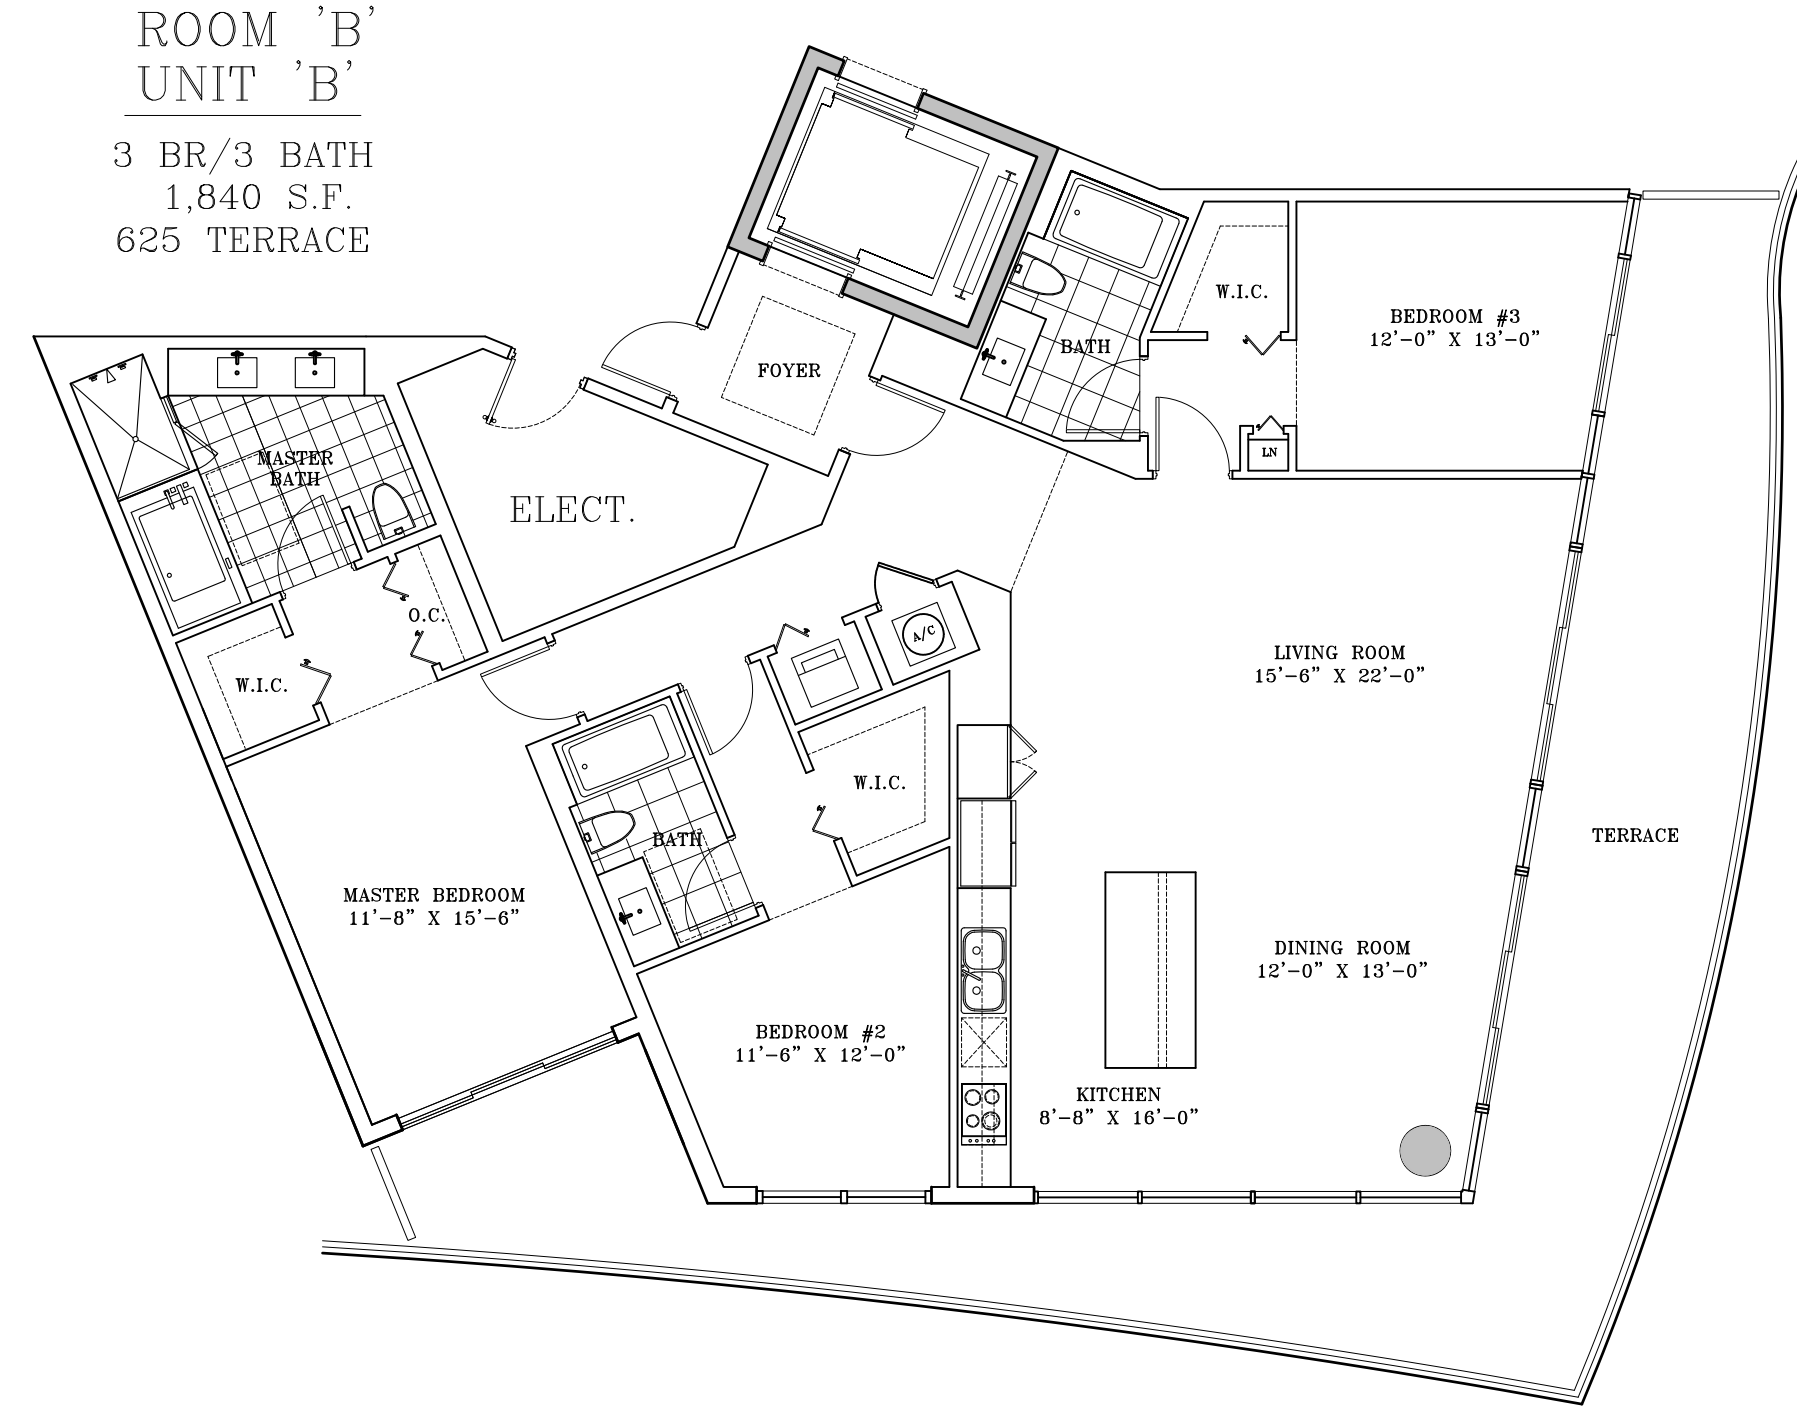 ROOM 'B'
UNIT 'B'
3 BR/3 BATH
1,840 S.F.
625 TERRACE
W.I.C.
BEDROOM #3
12'-0" X 13'-0"
BATH
FOYER
LN
MASTER
BATH
ELECT.
O.C.
A/C
W.I.C.
LIVING ROOM
15'-6" X 22'-0"
W.I.C.
TERRACE
BATH
MASTER BEDROOM
11'-8" X 15'-6"
DINING ROOM
12'-0" X 13'-0"
BEDROOM #2
11'-6" X 12'-0"
KITCHEN
8'-8" X 16'-0"